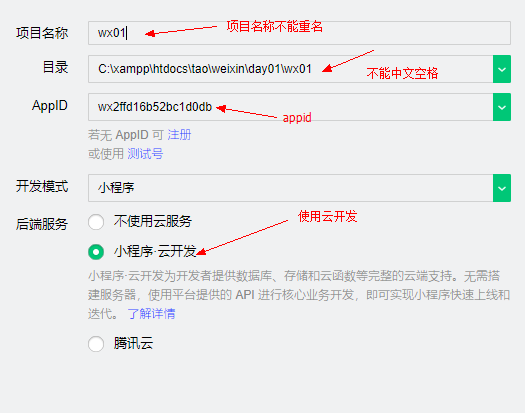 项目名称 wx01 项目名称不能重名
目录 C:\xampp\htdocs\tao\weixin\day01\wx01 不能中文空格
AppID wx2ffd16b52bc1d0db appid
若无 AppID 可 注册
或使用 测试号
开发模式 小程序
后端服务 不使用云服务 使用云开发
小程序·云开发
小程序·云开发为开发者提供数据库、存储和云函数等完整的云端支持。无需搭
建服务器，使用平台提供的 API 进行核心业务开发，即可实现小程序快速上线和
迭代。 了解详情
腾讯云